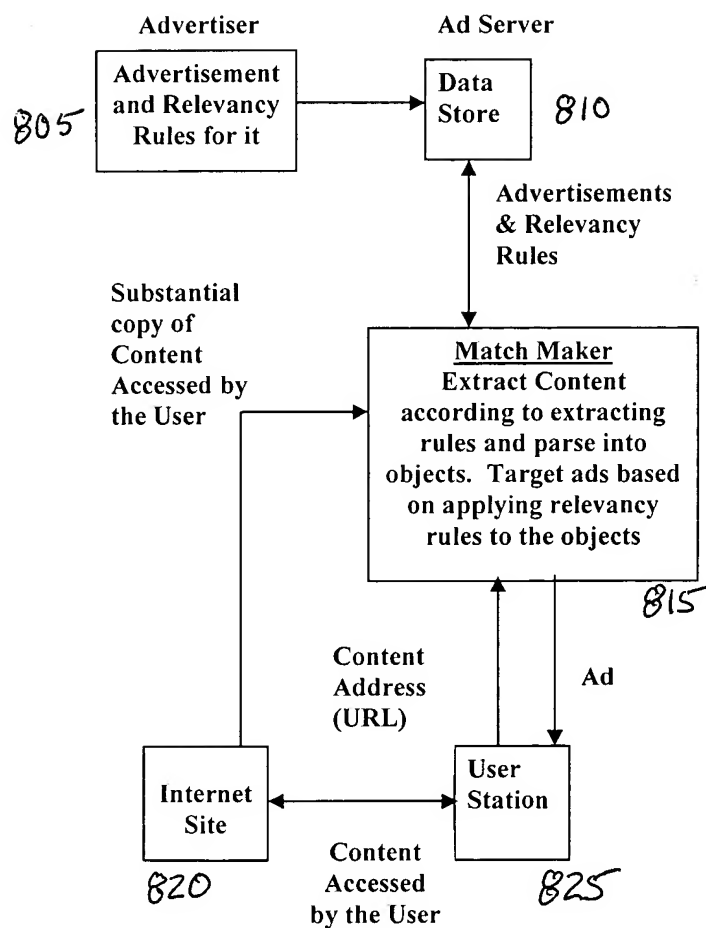 Advertiser
Ad Server
Advertisement
and Relevancy
Rules for it
805
Data
Store
810
Advertisements
& Relevancy
Rules
Substantial
copy of
Content
Accessed by
the User
Match Maker
Extract Content
according to extracting
rules and parse into
objects. Target ads based
on applying relevancy
rules to the objects
815
Content
Address
(URL)
Ad
Internet
Site
820
User
Station
825
Content
Accessed
by the User